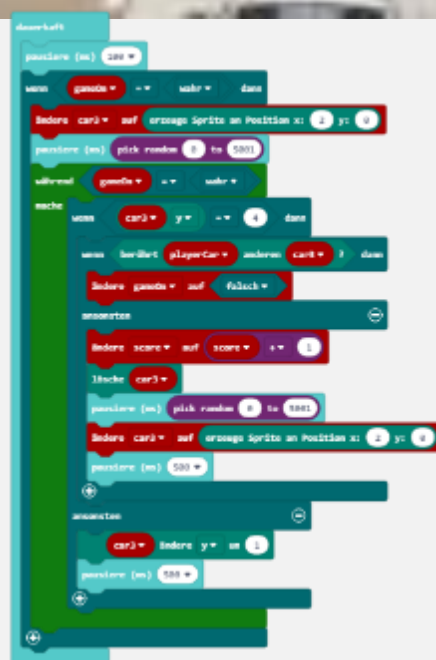 dauerhaft
pausiere (ms) 100
wenn gameOn = wahr dann
ändere car3 auf erzeuge Sprite an Position x: 2 y: 0
pausiere (ms) pick random 0 to 5001
während gameOn = wahr
mache
wenn car3 y = 4 dann
wenn berührt playerCar anderen ?  dann
ändere gameOn auf falsch
ansonsten
ändere score auf score + 1
lösche car3
pausiere (ms) pick random 0 to 5001
ändere car3 auf erzeuge Sprite an Position x: 2 y: 0
pausiere (ms) 500
ansonsten
car3 ändere y um 1
pausiere (ms) 500